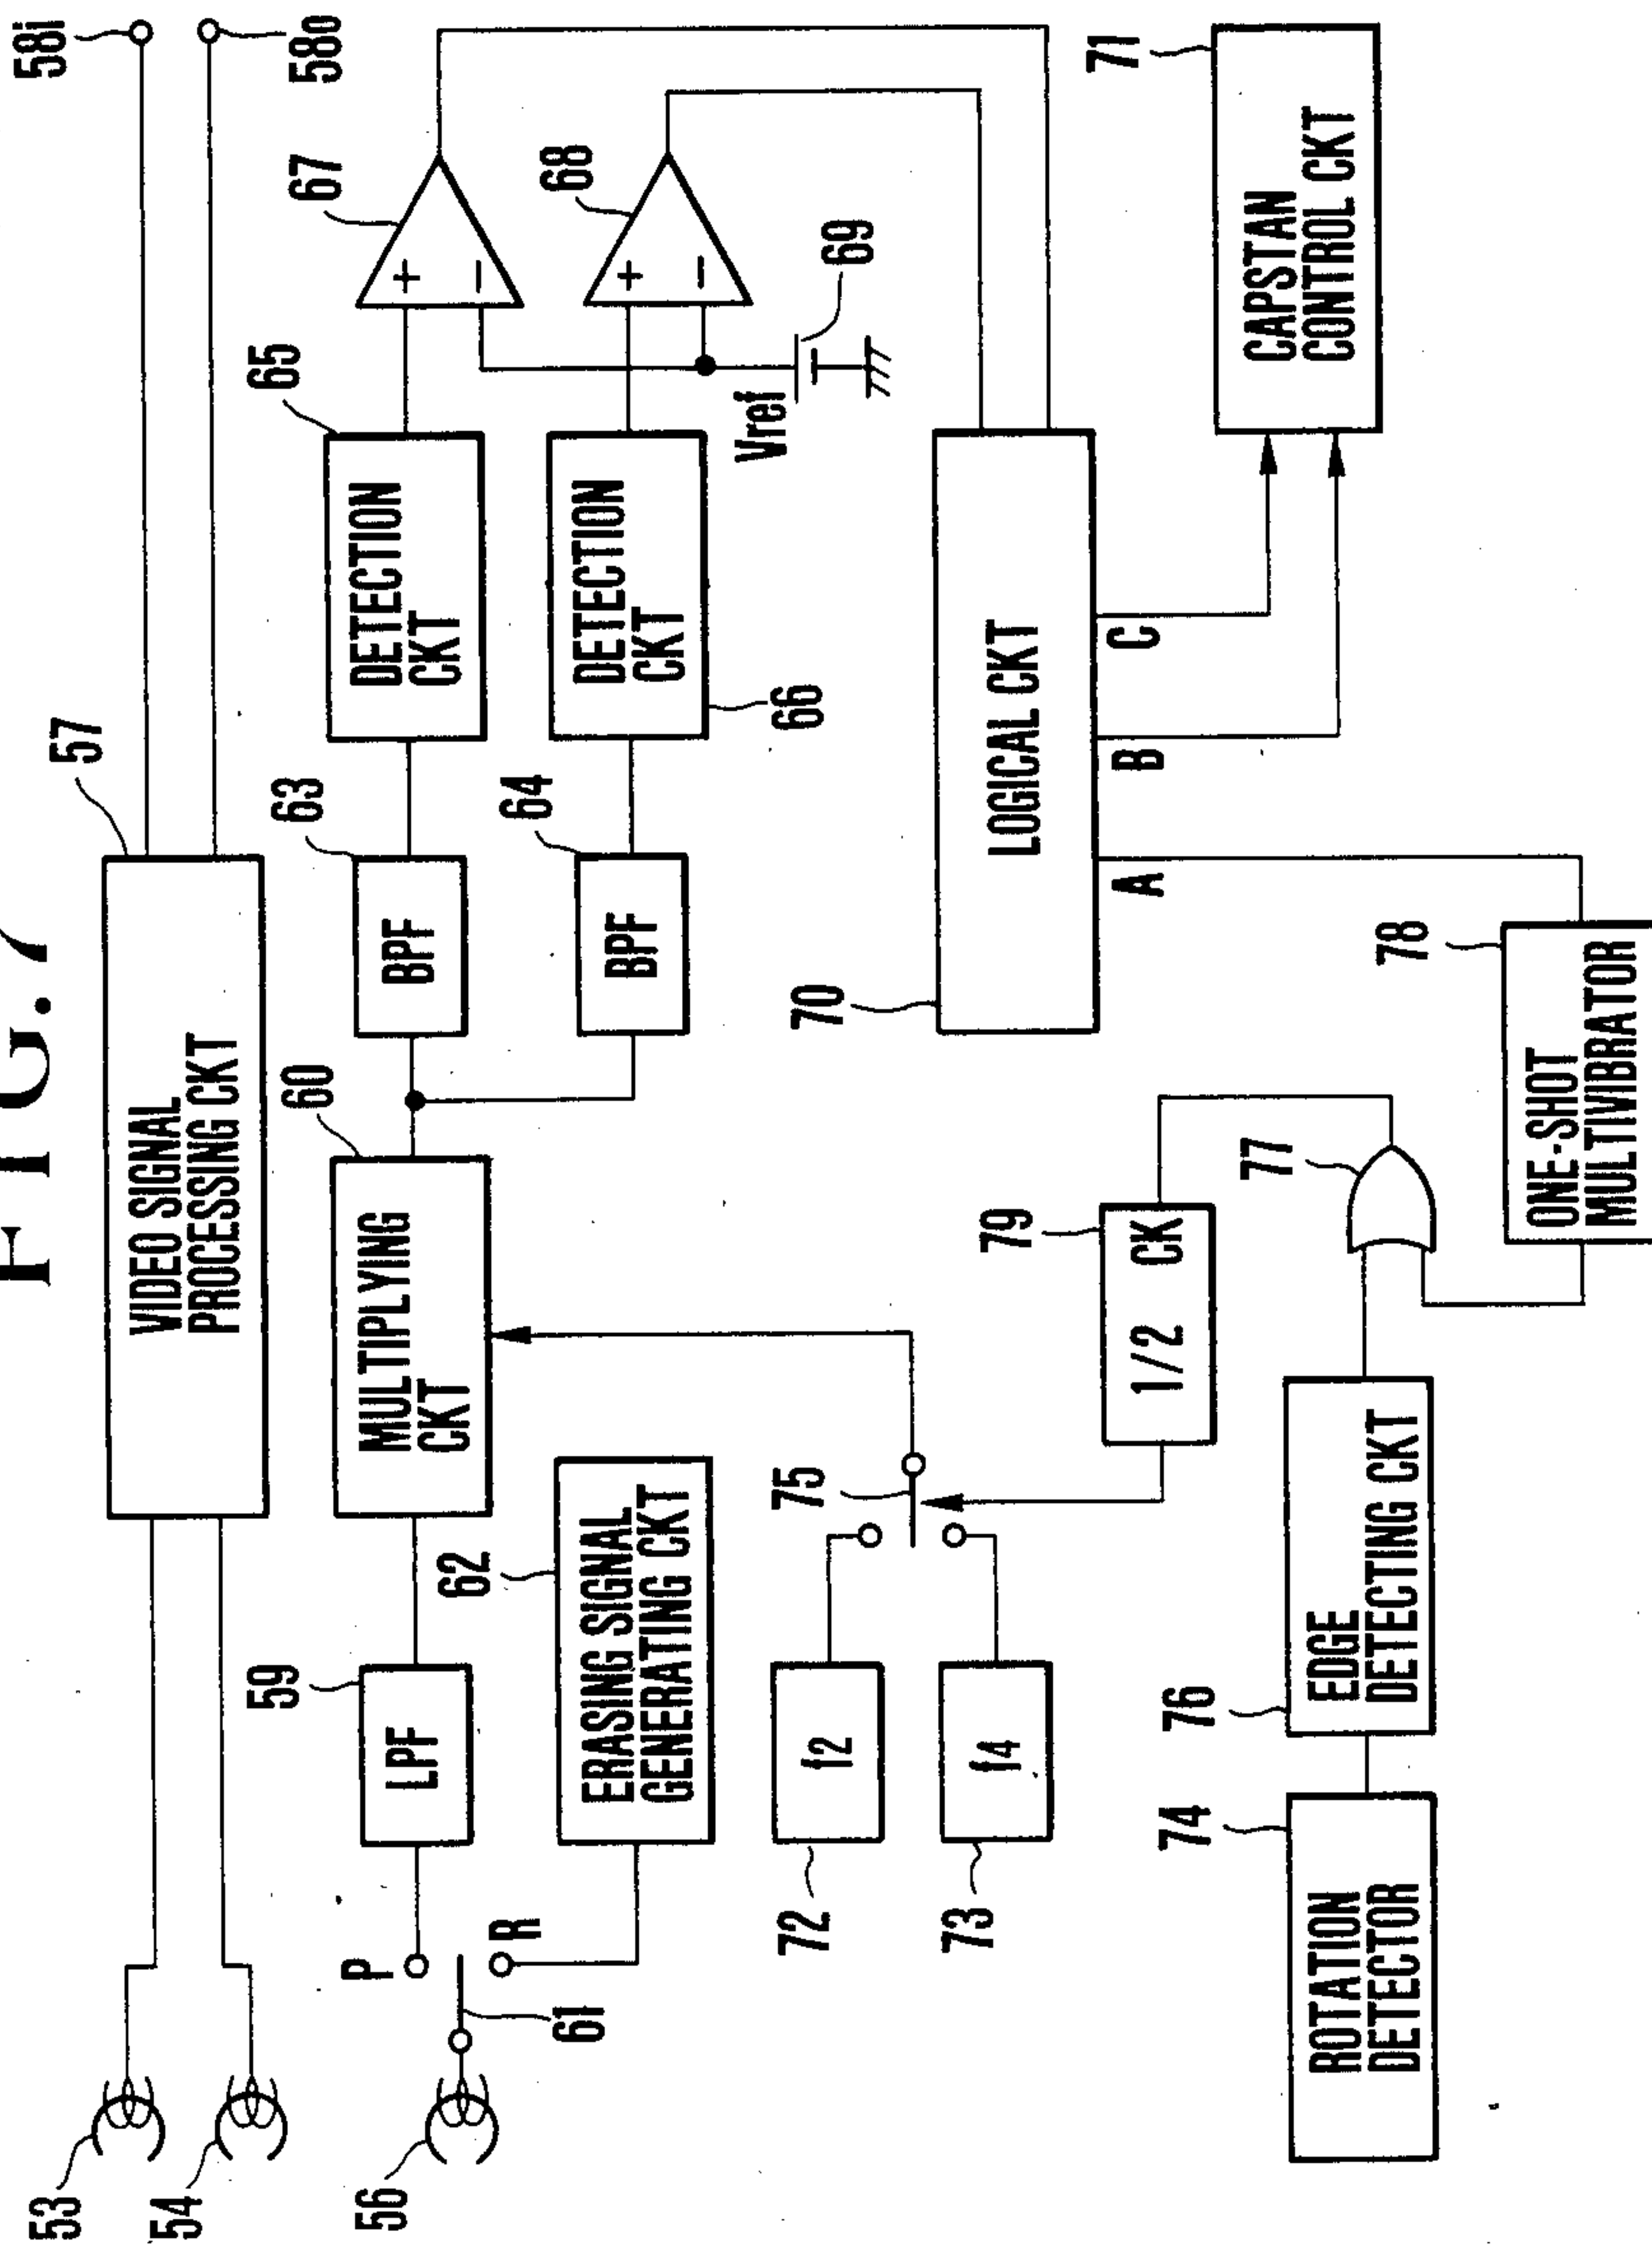 FIG. 7
53
54
57
58i
58o
VIDEO SIGNAL
PROCESSING CKT
56
61
P
R
59
LPF
60
MULTIPLYING
CKT
63
BPF
65
DETECTION
CKT
67
+
−
62
ERASING SIGNAL
GENERATING CKT
64
BPF
66
DETECTION
CKT
68
+
−
Vref
69
72
f2
73
f4
75
70
LOGICAL CKT
A
B
C
71
CAPSTAN
CONTROL CKT
79
1/2 CK
74
ROTATION
DETECTOR
76
EDGE
DETECTING CKT
77
78
ONE-SHOT
MULTIVIBRATOR